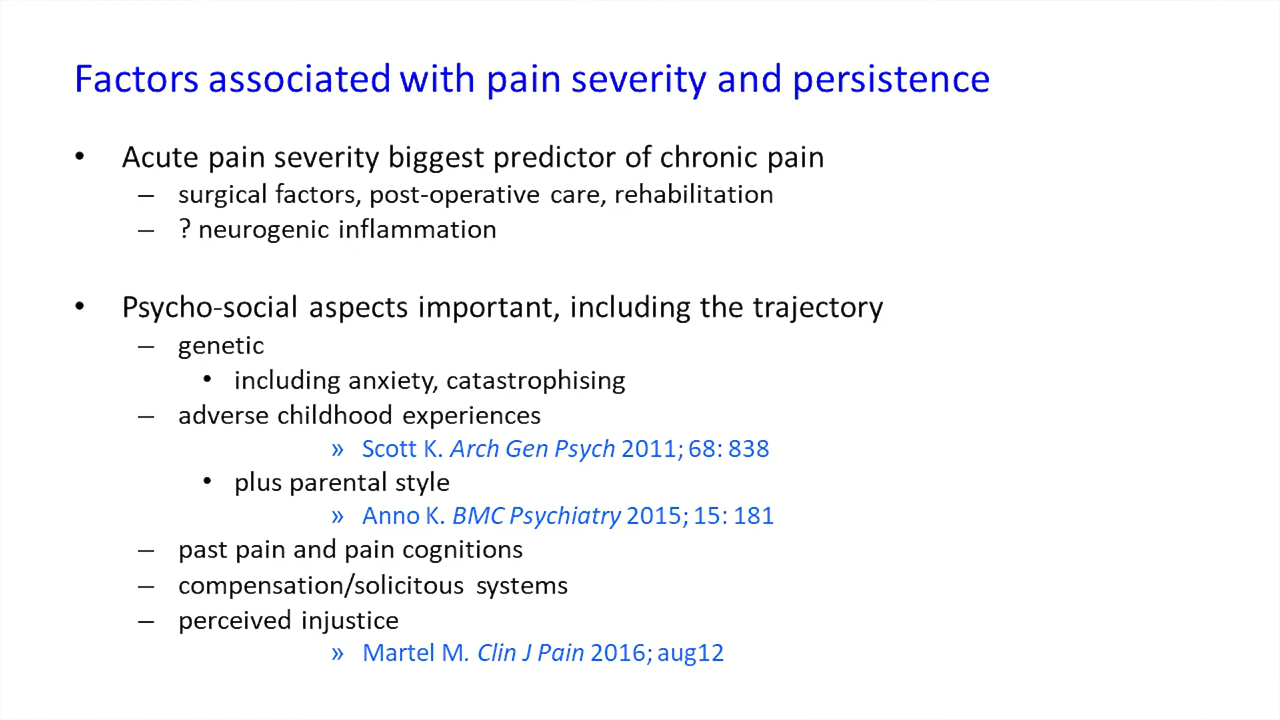 Factors associated with pain severity and persistence
• Acute pain severity biggest predictor of chronic pain
– surgical factors, post-operative care, rehabilitation
– ? neurogenic inflammation
• Psycho-social aspects important, including the trajectory
– genetic
• including anxiety, catastrophising
– adverse childhood experiences
» Scott K. Arch Gen Psych 2011; 68: 838
• plus parental style
» Anno K. BMC Psychiatry 2015; 15: 181
– past pain and pain cognitions
– compensation/solicitous systems
– perceived injustice
» Martel M. Clin J Pain 2016; aug12